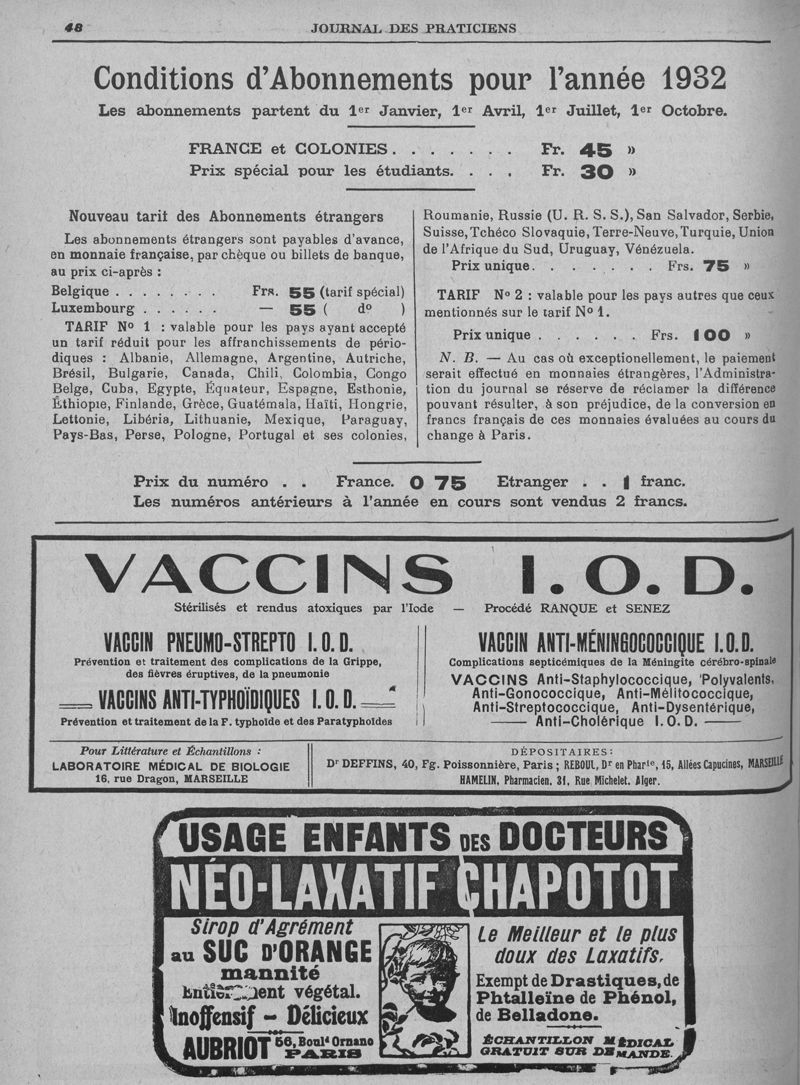 48
JOURNAL DES PRATICIENS
Conditions d'Abonnements pour l'année 1932
Les abonnements partent du 1er Janvier, 1er Avril, 1er Juillet, 1er Octobre.
FRANCE et COLONIES. . . . . . . Fr. 45 »
Prix spécial pour les étudiants. . . . Fr. 30 »
Nouveau tarif des Abonnements étrangers
Les abonnements étrangers sont payables d'avance,
en monnaie française, par chèque ou billets de banque,
au prix ci-après :
Belgique . . . . . . . . Frs. 55 (tarif spécial)
Luxembourg . . . . . . — 55 ( do )
TARIF No 1 : valable pour les pays ayant accepté
un tarif réduit pour les affranchissements de pério-
diques : Albanie, Allemagne, Argentine, Autriche,
Brésil, Bulgarie, Canada, Chili, Colombia, Congo
Belge, Cuba, Egypte, Équateur, Espagne, Esthonie,
Éthiopie, Finlande, Grèce, Guatémala, Haïti, Hongrie,
Lettonie, Libéria, Lithuanie, Mexique, Paraguay,
Pays-Bas, Perse, Pologne, Portugal et ses colonies,
Roumanie, Russie (U. R. S. S.), San Salvador, Serbie,
Suisse, Tchéco Slovaquie, Terre-Neuve, Turquie, Union
de l'Afrique du Sud, Uruguay, Vénézuela.
Prix unique. . . . . . . . Frs. 75 »
TARIF No 2 : valable pour les pays autres que ceux
mentionnés sur le tarif No 1.
Prix unique . . . . . . Frs. 100 »
N. B. — Au cas où exceptionellement, le paiement
serait effectué en monnaies étrangères, l'Administra-
tion du journal se réserve de réclamer la différence
pouvant résulter, à son préjudice, de la conversion en
francs français de ces monnaies évaluées au cours du
change à Paris.
Prix du numéro . . France. 0 75 Etranger . . 1 franc.
Les numéros antérieurs à l'année en cours sont vendus 2 francs.
VACCINS I.O.D.
Stérilisés et rendus atoxiques par l'Iode — Procédé RANQUE et SENEZ
VACCIN PNEUMO-STREPTO I.O.D.
Prévention et traitement des complications de la Grippe,
des fièvres éruptives, de la pneumonie
VACCINS ANTI-TYPHOÏDIQUES I.O.D.
Prévention et traitement de la F. typhoïde et des Paratyphoïdes
VACCIN ANTI-MÉNINGOCOCCIQUE I.O.D.
Complications septicémiques de la Méningite cérébro-spinale
VACCINS Anti-Staphylococcique, Polyvalents,
Anti-Gonococcique, Anti-Mélitococcique,
Anti-Streptococcique, Anti-Dysentérique,
Anti-Cholérique I.O.D.
Pour Littérature et Échantillons :
LABORATOIRE MÉDICAL DE BIOLOGIE
16, rue Dragon, MARSEILLE
DÉPOSITAIRES:
Dr DEFFINS, 40, Fg. Poissonnière, Paris ; REBOUL, Dr en Pharie, 15, Allées Capucines, MARSEILLE
HAMELIN, Pharmacien, 31, Rue Michelet, Alger.
USAGE ENFANTS DES DOCTEURS
NÉO-LAXATIF CHAPOTOT
Sirop d'Agrément
au SUC D'ORANGE
mannité
Entièrement végétal.
Inoffensif – Délicieux
AUBRIOT 56, Boul d Ornano
PARIS
Le Meilleur et le plus
doux des Laxatifs.
Exempt de Drastiques, de
Phtalleïne de Phénol,
de Belladone.
ÉCHANTILLON MÉDICAL
GRATUIT SUR DEMANDE.